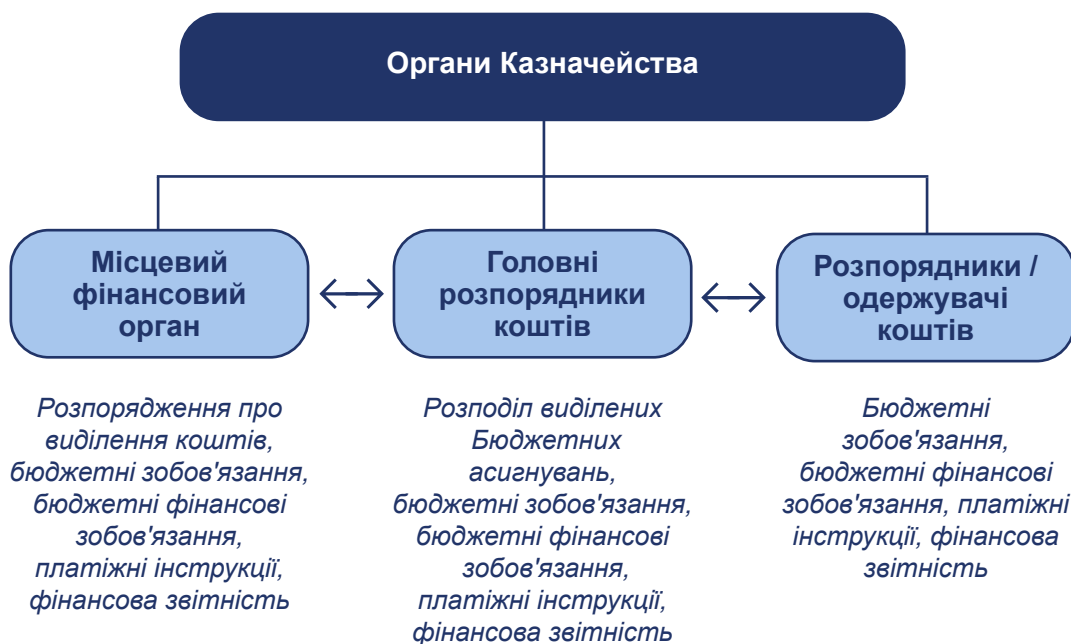 Органи Казначейства
Місцевий
фінансовий
орган
Головні
розпорядники
коштів
Розпорядники /
одержувачі
коштів
Розпорядження про
виділення коштів,
бюджетні зобов'язання,
бюджетні фінансові
зобов'язання,
платіжні інструкції,
фінансова звітність
Розподіл виділених
Бюджетних
асигнувань,
бюджетні зобов'язання,
бюджетні фінансові
зобов'язання,
платіжні інструкції,
фінансова звітність
Бюджетні
зобов'язання,
бюджетні фінансові
зобов'язання, платіжні
інструкції, фінансова
звітність